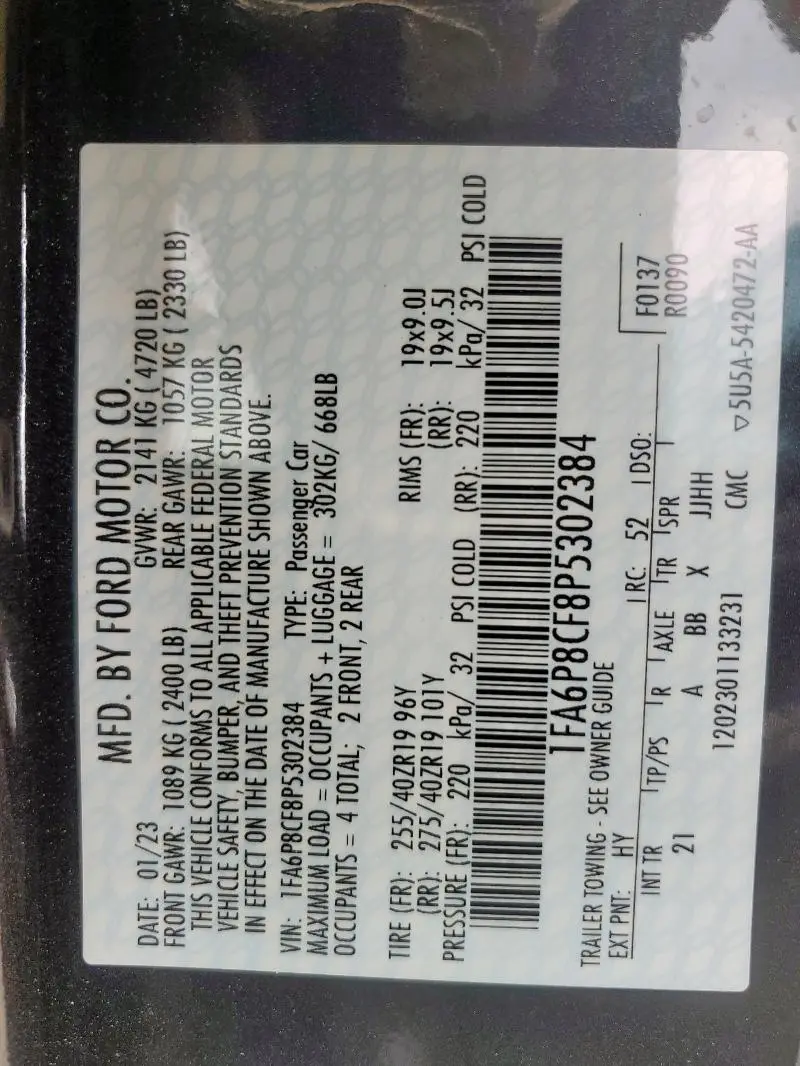 MFD. BY FORD MOTOR CO.
DATE: 01/23 GVWR: 2141 KG ( 4720 LB)
FRONT GAWR: 1089 KG ( 2400 LB) REAR GAWR: 1057 KG ( 2330 LB)
THIS VEHICLE CONFORMS TO ALL APPLICABLE FEDERAL MOTOR
VEHICLE SAFETY, BUMPER, AND THEFT PREVENTION STANDARDS
IN EFFECT ON THE DATE OF MANUFACTURE SHOWN ABOVE.
VIN: 1FA6P8CF8P5302384 TYPE: Passenger Car
MAXIMUM LOAD = OCCUPANTS + LUGGAGE = 302KG/ 668LB
OCCUPANTS = 4 TOTAL; 2 FRONT, 2 REAR
TIRE (FR): 255/40ZR19 96Y RIMS (FR): 19x9.0J
(RR): 275/40ZR19 101Y (RR): 19x9.5J
PRESSURE (FR): 220 kPa/ 32 PSI COLD (RR): 220 kPa/ 32 PSI COLD
1FA6P8CF8P5302384
TRAILER TOWING - SEE OWNER GUIDE
EXT PNT: HY RC: 52 DSO: F0137
R0090
INT TR TP/PS R AXLE TR SPR
21 A BB X JJHH
1202301133231 CMC ▽5U5A-5420472-AA